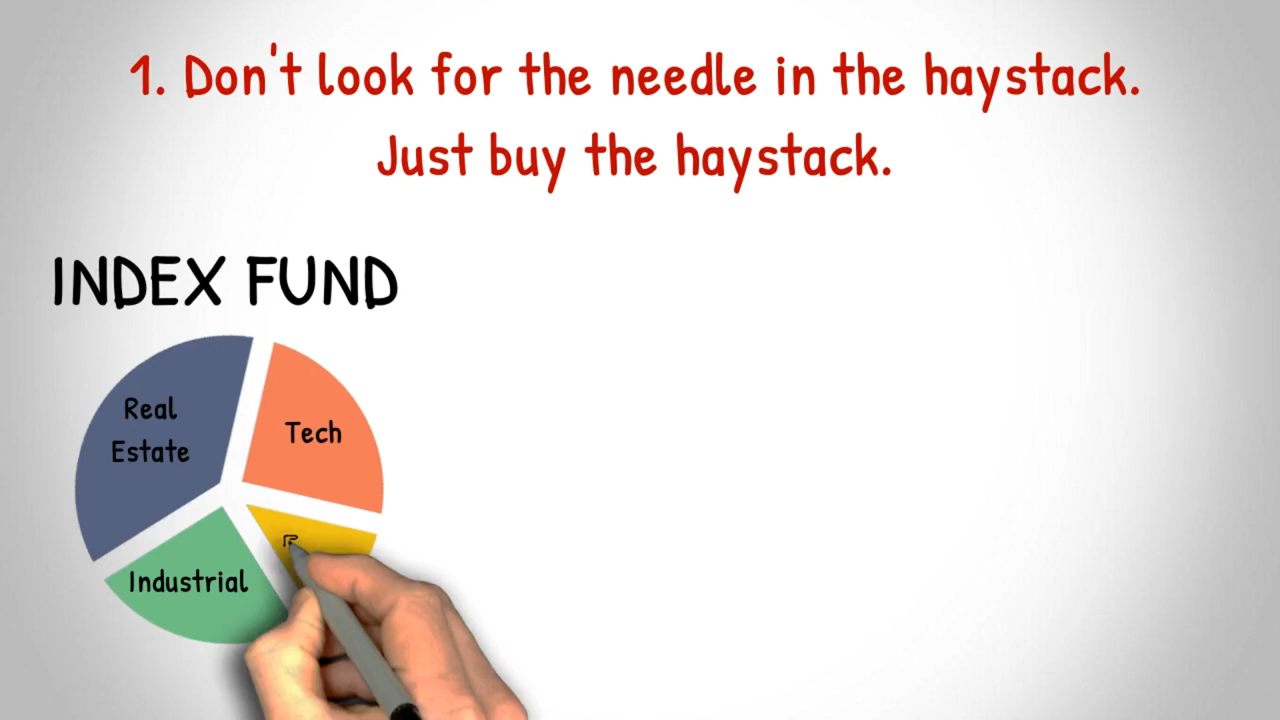 1. Don't look for the needle in the haystack.
Just buy the haystack.
INDEX FUND
Real
Estate
Tech
Industrial